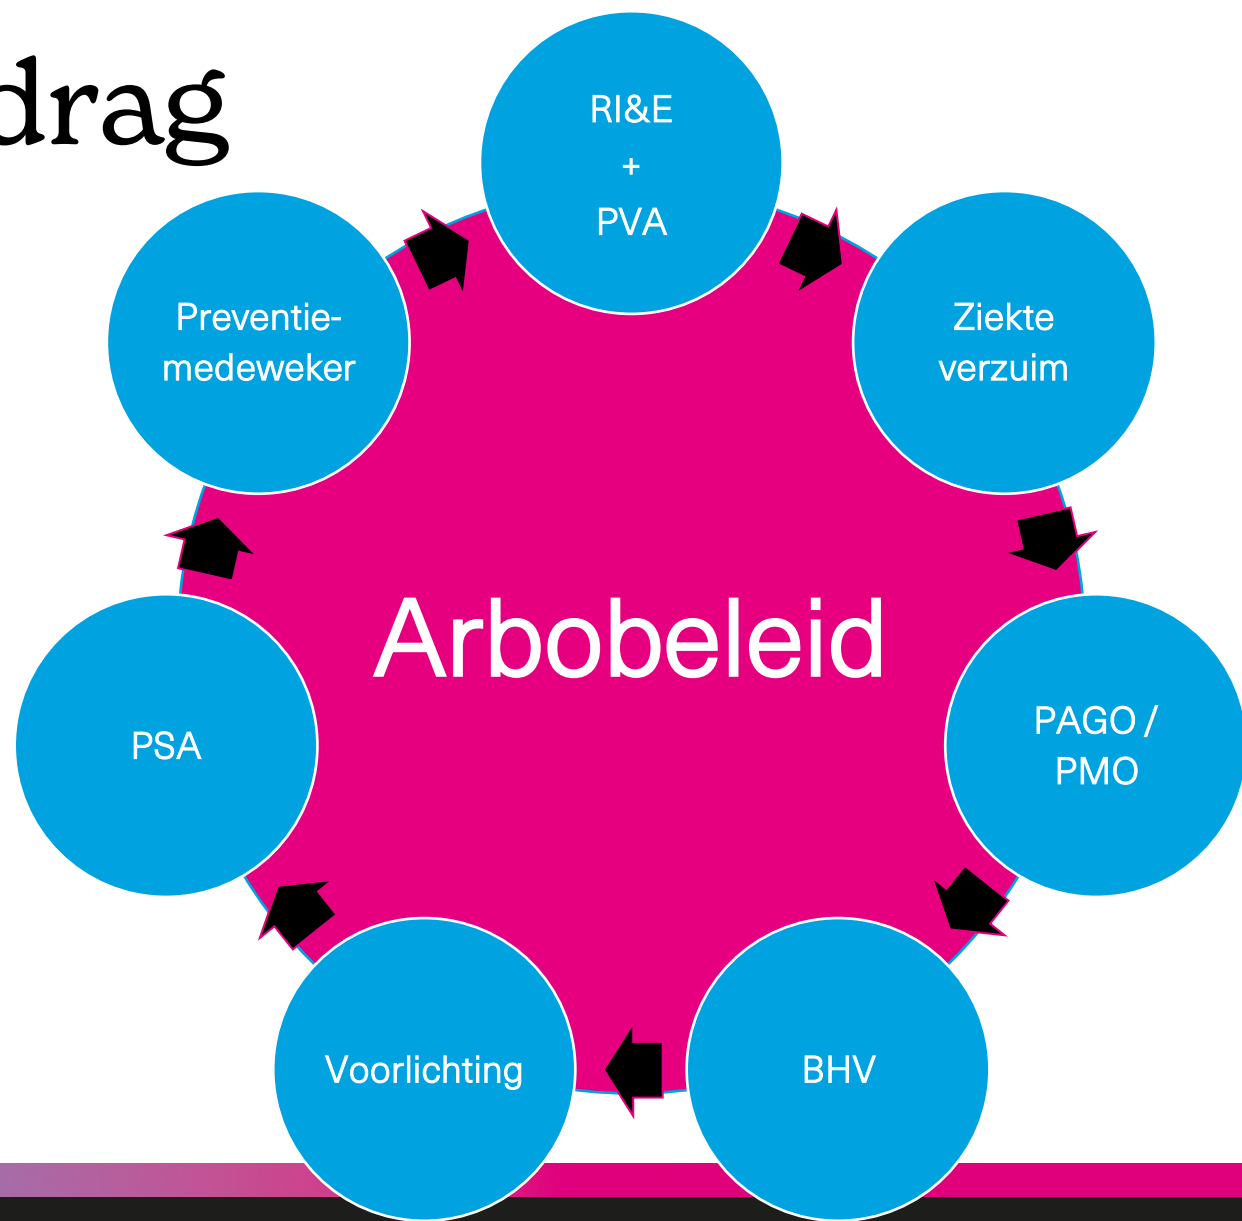 drag
RI&E
+
PVA
Ziekte
verzuim
PAGO /
PMO
BHV
Voorlichting
PSA
Preventie-
medeweker
Arbobeleid